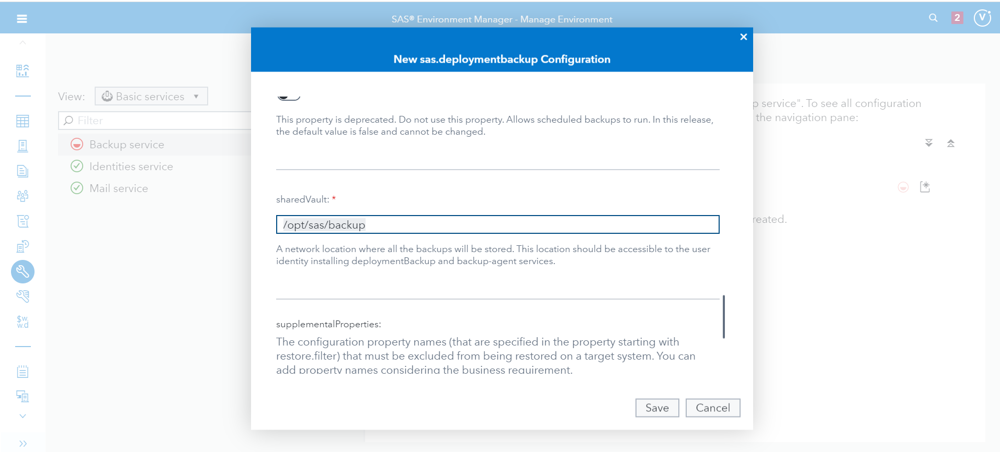 SAS® Environment Manager - Manage Environment
2
V
New sas.deploymentbackup Configuration
View:
Basic services
Filter
Backup service
Identities service
Mail service
$w.
w.d
This property is deprecated. Do not use this property. Allows scheduled backups to run. In this release,
the default value is false and cannot be changed.
sharedVault: *
/opt/sas/backup
A network location where all the backups will be stored. This location should be accessible to the user
identity installing deploymentBackup and backup-agent services.
supplementalProperties:
The configuration property names (that are specified in the property starting with
restore.filter) that must be excluded from being restored on a target system. You can
add property names considering the business requirement.
Save
Cancel
service". To see all configuration
the navigation pane:
reated.